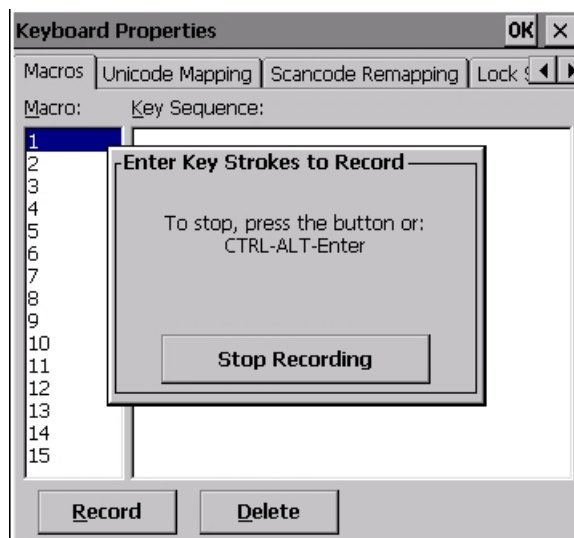 Keyboard Properties OK ×
Macros Unicode Mapping Scancode Remapping Lock
Macro: Key Sequence:
1
2
3
4
5
6
7
8
9
10
11
12
13
14
15
Enter Key Strokes to Record
To stop, press the button or:
CTRL-ALT-Enter
Stop Recording
Record Delete